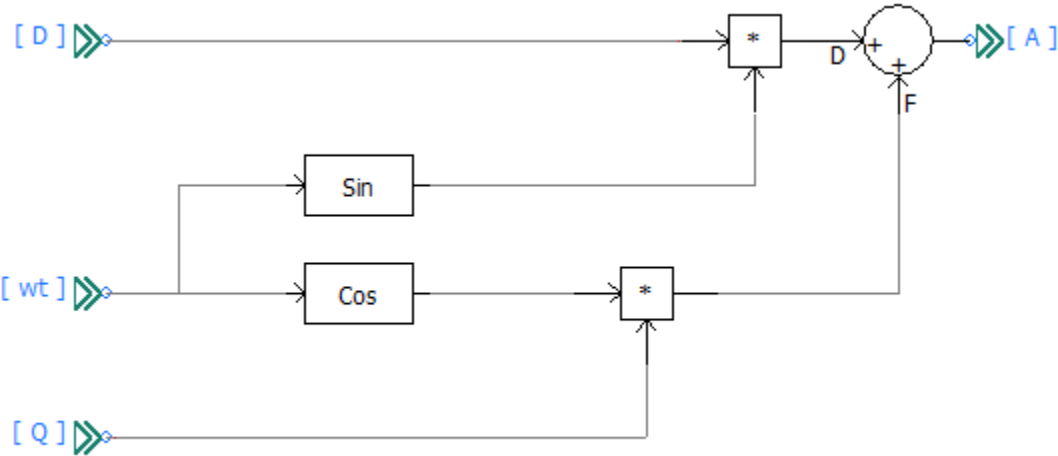 [ D ]
*
D
+
+
[ A ]
F
Sin
[ wt ]
Cos
*
[ Q ]